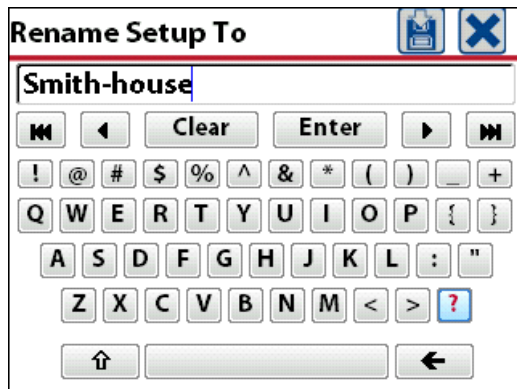 Rename Setup To
Smith-house
Clear Enter
! @ # $ % ^ & * ( ) _ +
Q W E R T Y U I O P { }
A S D F G H J K L : "
Z X C V B N M < > ?